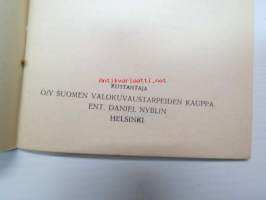 antikvariaatti.net
KUSTANTAJA
O/Y SUOMEN VALOKUVAUSTARPEIDEN KAUPPA
ENT. DANIEL NYBLIN
HELSINKI